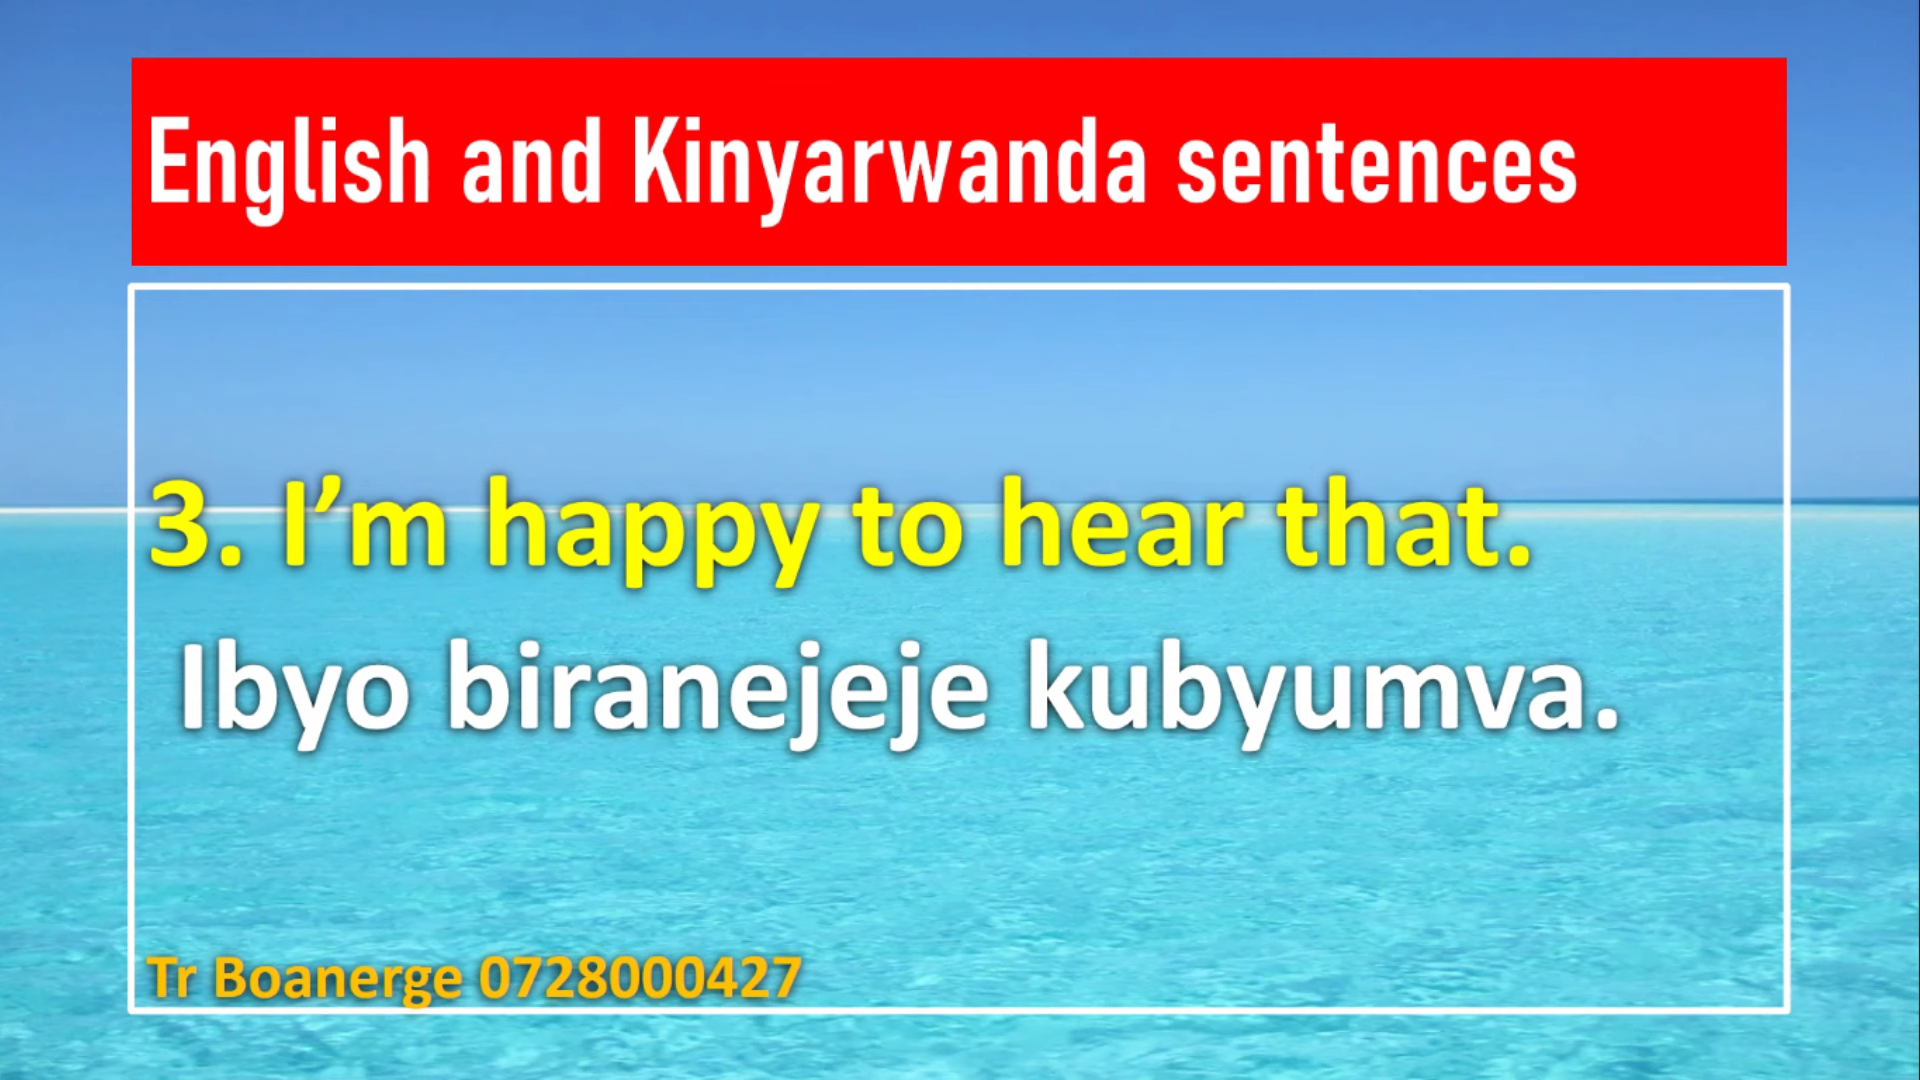 English and Kinyarwanda sentences
3. I’m happy to hear that.
Ibyo biranejeje kubyumva.
Tr Boanerge 0728000427